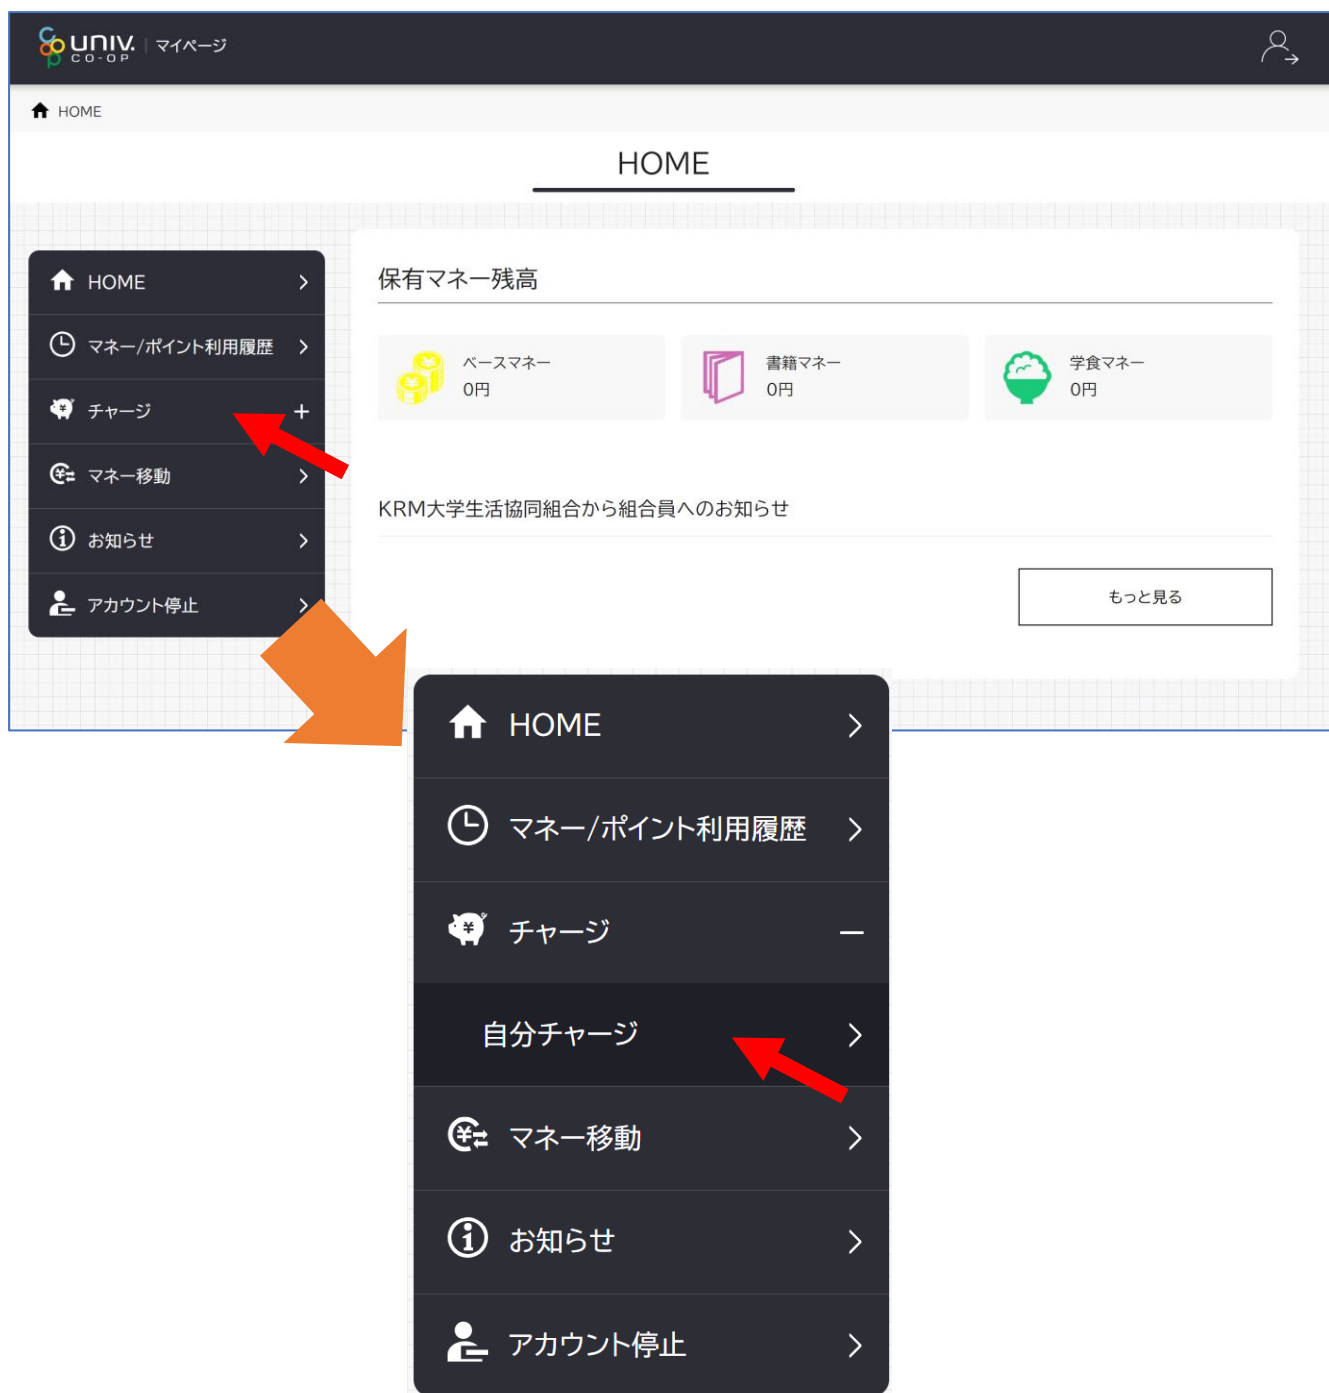 UNIV. CO-OP マイページ
HOME
HOME
HOME
マネー/ポイント利用履歴
チャージ
マネー移動
お知らせ
アカウント停止
保有マネー残高
ベースマネー
0円
書籍マネー
0円
学食マネー
0円
KRM大学生活協同組合から組合員へのお知らせ
もっと見る
HOME
マネー/ポイント利用履歴
チャージ
自分チャージ
マネー移動
お知らせ
アカウント停止